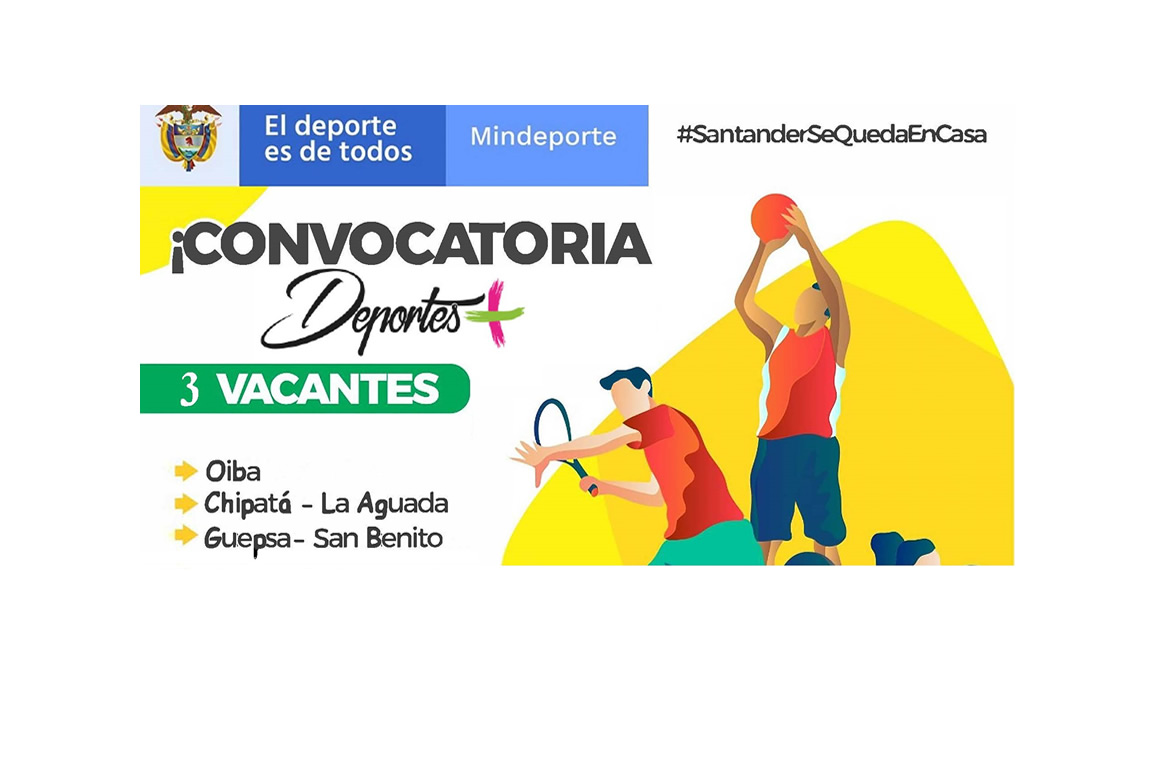 El deporte
es de todos
Mindeporte
#SantanderSeQuedaEnCasa
¡CONVOCATORIA
Deportes+
3 VACANTES
Oiba
Chipatá - La Aguada
Guepsa- San Benito